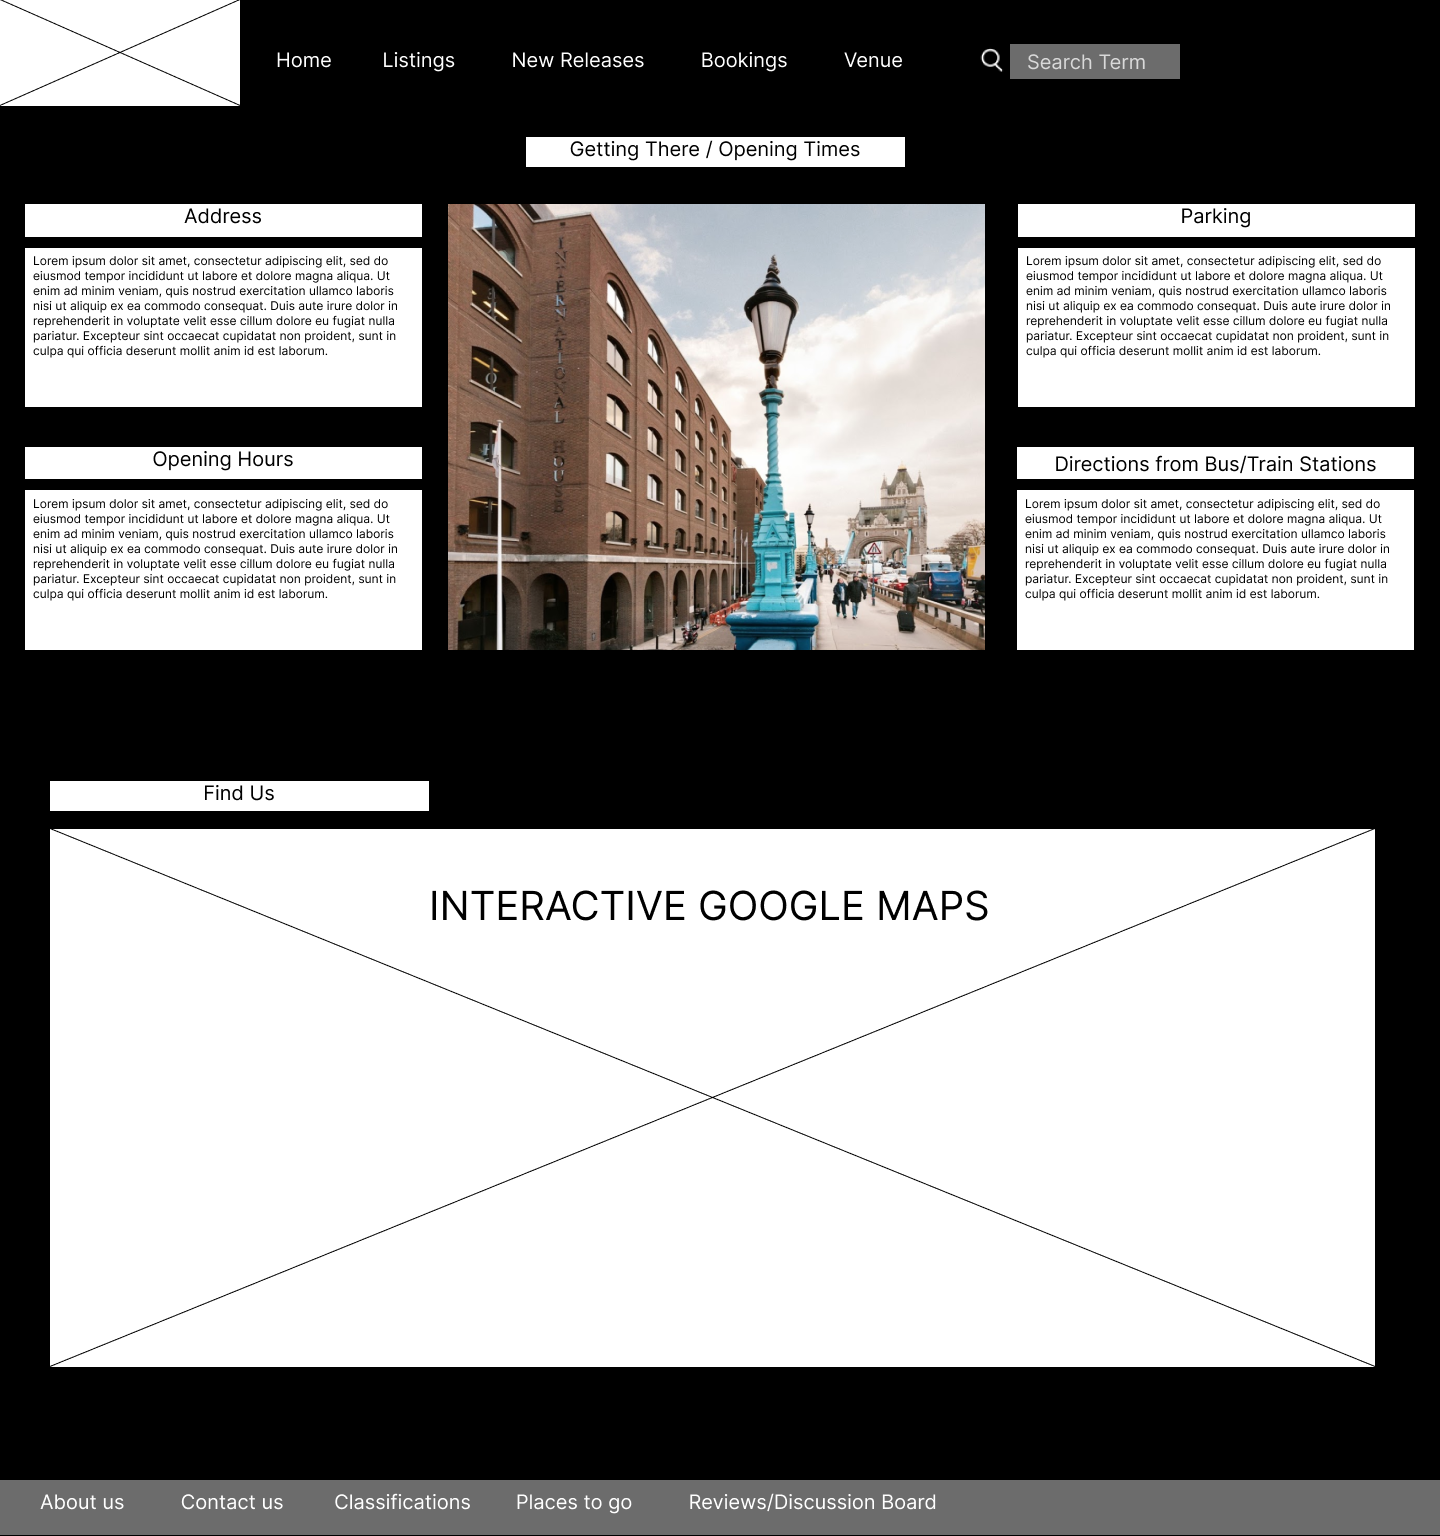 Home Listings New Releases Bookings Venue Search Term
Getting There / Opening Times
Address
Lorem ipsum dolor sit amet, consectetur adipiscing elit, sed do
eiusmod tempor incididunt ut labore et dolore magna aliqua. Ut
enim ad minim veniam, quis nostrud exercitation ullamco laboris
nisi ut aliquip ex ea commodo consequat. Duis aute irure dolor in
reprehenderit in voluptate velit esse cillum dolore eu fugiat nulla
pariatur. Excepteur sint occaecat cupidatat non proident, sunt in
culpa qui officia deserunt mollit anim id est laborum.
Opening Hours
Lorem ipsum dolor sit amet, consectetur adipiscing elit, sed do
eiusmod tempor incididunt ut labore et dolore magna aliqua. Ut
enim ad minim veniam, quis nostrud exercitation ullamco laboris
nisi ut aliquip ex ea commodo consequat. Duis aute irure dolor in
reprehenderit in voluptate velit esse cillum dolore eu fugiat nulla
pariatur. Excepteur sint occaecat cupidatat non proident, sunt in
culpa qui officia deserunt mollit anim id est laborum.
INTERNATIONAL HOUSE
Parking
Lorem ipsum dolor sit amet, consectetur adipiscing elit, sed do
eiusmod tempor incididunt ut labore et dolore magna aliqua. Ut
enim ad minim veniam, quis nostrud exercitation ullamco laboris
nisi ut aliquip ex ea commodo consequat. Duis aute irure dolor in
reprehenderit in voluptate velit esse cillum dolore eu fugiat nulla
pariatur. Excepteur sint occaecat cupidatat non proident, sunt in
culpa qui officia deserunt mollit anim id est laborum.
Directions from Bus/Train Stations
Lorem ipsum dolor sit amet, consectetur adipiscing elit, sed do
eiusmod tempor incididunt ut labore et dolore magna aliqua. Ut
enim ad minim veniam, quis nostrud exercitation ullamco laboris
nisi ut aliquip ex ea commodo consequat. Duis aute irure dolor in
reprehenderit in voluptate velit esse cillum dolore eu fugiat nulla
pariatur. Excepteur sint occaecat cupidatat non proident, sunt in
culpa qui officia deserunt mollit anim id est laborum.
Find Us
INTERACTIVE GOOGLE MAPS
About us Contact us Classifications Places to go Reviews/Discussion Board